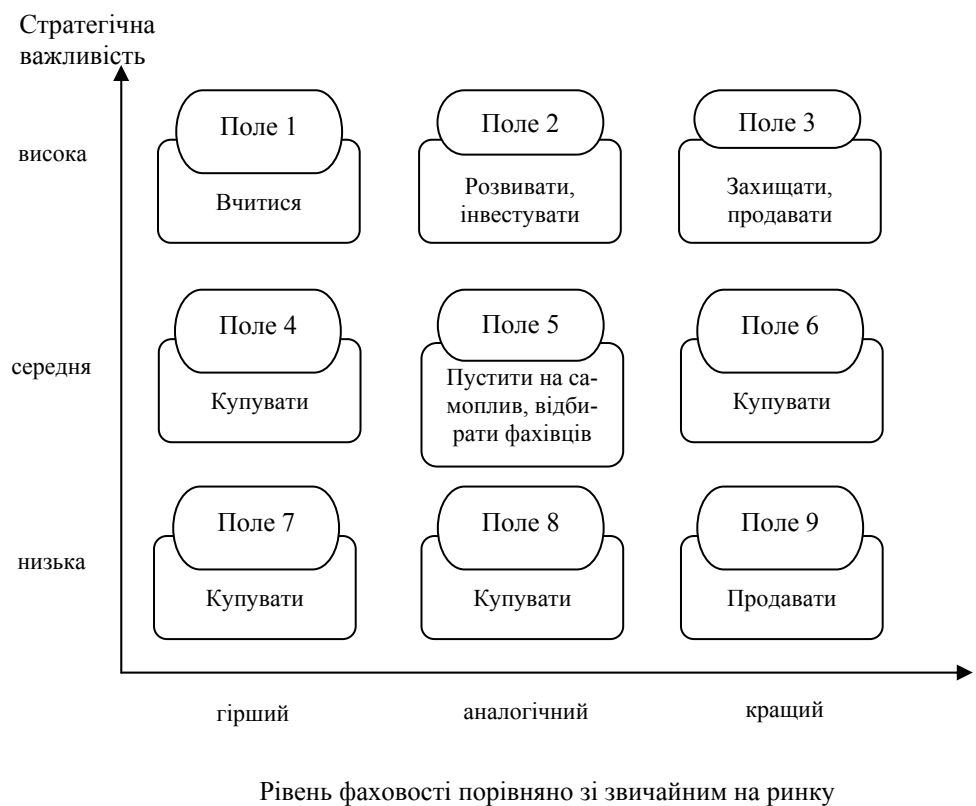 Стратегічна
важливість
висока
Поле 1
Вчитися
Поле 2
Розвивати,
інвестувати
Поле 3
Захищати,
продавати
середня
Поле 4
Купувати
Поле 5
Пустити на са-
моплив, відби-
рати фахівців
Поле 6
Купувати
низька
Поле 7
Купувати
Поле 8
Купувати
Поле 9
Продавати
гірший
аналогічний
кращий
Рівень фаховості порівняно зі звичайним на ринку